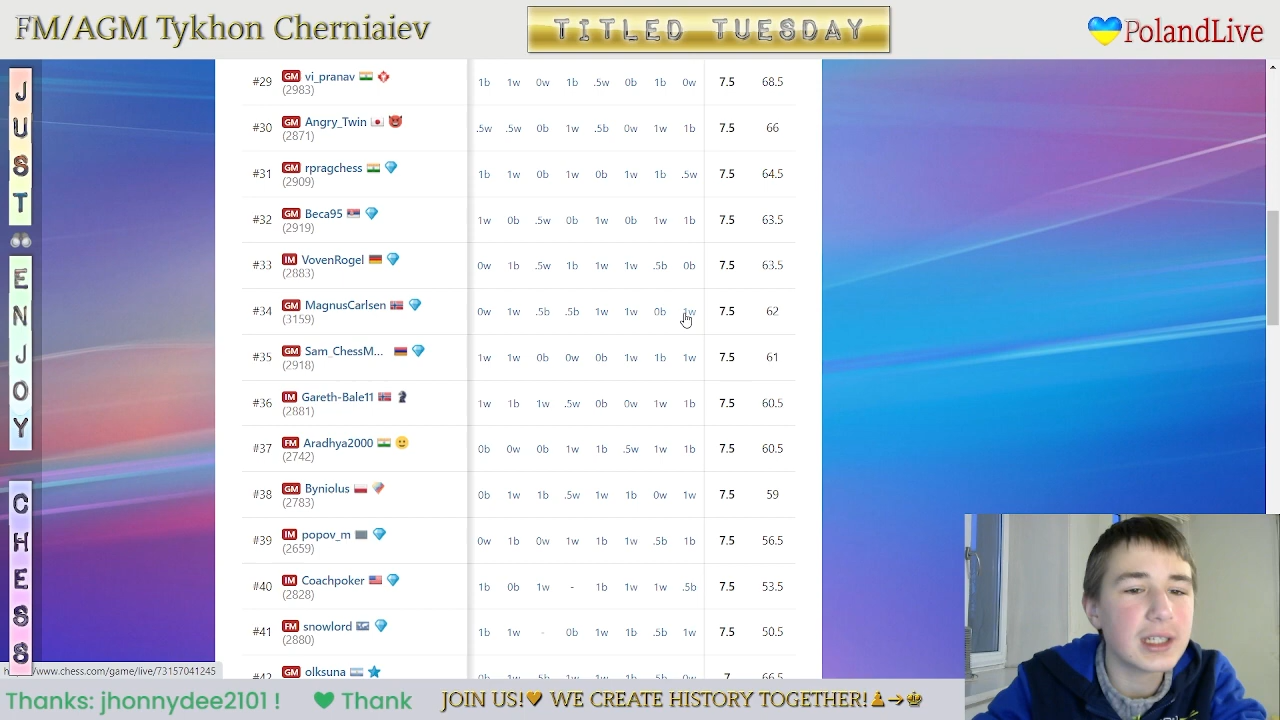 FM/AGM Tykhon Cherniaiev
TITLED TUESDAY
PolandLive
JUST
ENJOY
CHESS
#29 GM vi_pranav 1b 1w 0w 1b .5w 0b 1b 0w 7.5 68.5
(2983)
#30 GM Angry_Twin .5w .5w 0b 1w .5b 0w 1w 1b 7.5 66
(2871)
#31 GM rpragchess 1b 1w 0b 1w 0b 1w 1b .5w 7.5 64.5
(2909)
#32 GM Beca95 1w 0b .5w 0b 1w 0b 1w 1b 7.5 63.5
(2919)
#33 IM VovenRogel 0w 1b .5w 1b 1w 1w .5b 0b 7.5 63.5
(2883)
#34 GM MagnusCarlsen 0w 1w .5b .5b 1w 1w 0b 1w 7.5 62
(3159)
#35 GM Sam_ChessM... 1w 1w 0b 0w 0b 1w 1b 1w 7.5 61
(2918)
#36 IM Gareth-Bale11 1w 1b 1w .5w 0b 0w 1w 1b 7.5 60.5
(2881)
#37 FM Aradhya2000 0b 0w 0b 1w 1b .5w 1w 1b 7.5 60.5
(2742)
#38 GM Byniolus 0b 1w 1b .5w 1w 1b 0w 1w 7.5 59
(2783)
#39 IM popov_m 0w 1b 0w 1w 1b 1w .5b 1b 7.5 56.5
(2659)
#40 IM Coachpoker 1b 0b 1w - 1b 1w 1w .5b 7.5 53.5
(2828)
#41 FM snowlord 1b 1w - 0b 1w 1b .5b 1w 7.5 50.5
(2880)
GM olksuna
www.chess.com/game/live/73157041245
Thanks: jhonnydee2101 ! Thank
JOIN US! WE CREATE HISTORY TOGETHER!